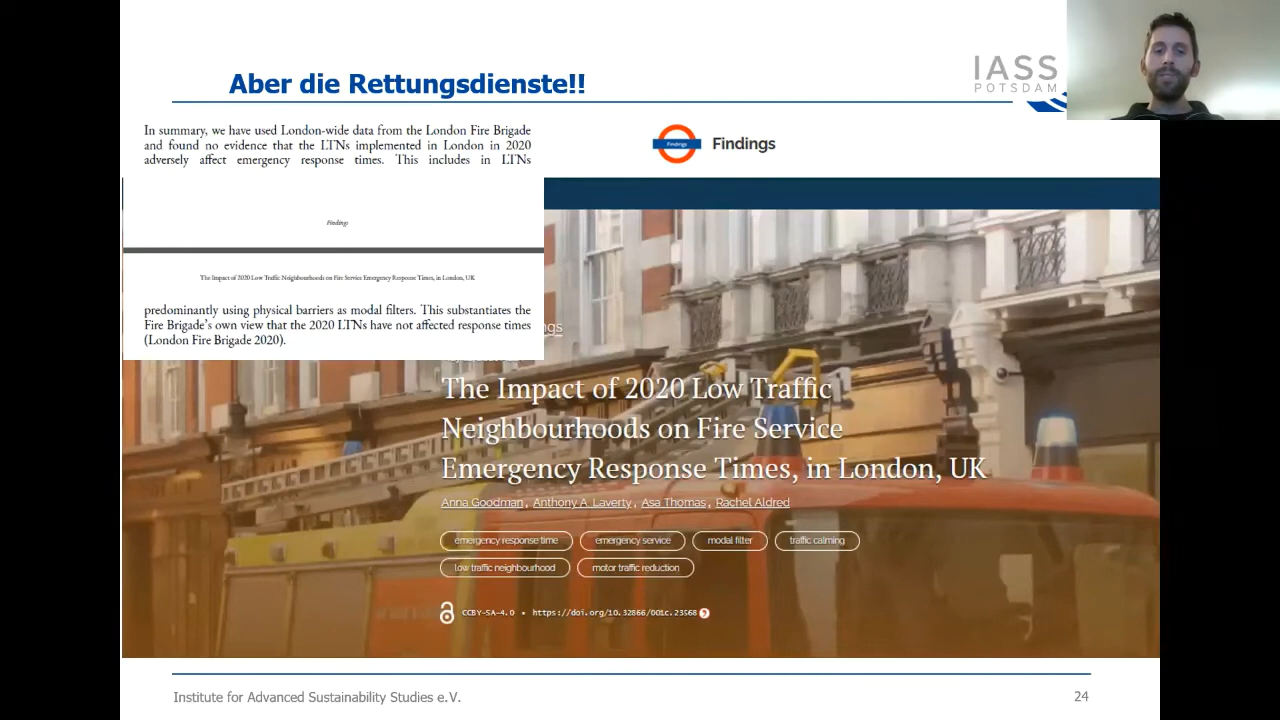 Aber die Rettungsdienste!!
IASS
POTSDAM
In summary, we have used London-wide data from the London Fire Brigade
and found no evidence that the LTNs implemented in London in 2020
adversely affect emergency response times. This includes in LTNs
Findings
The Impact of 2020 Low Traffic Neighbourhoods on Fire Service Emergency Response Times, in London, UK
predominantly using physical barriers as modal filters. This substantiates the
Fire Brigade's own view that the 2020 LTNs have not affected response times
(London Fire Brigade 2020).
Findings
Findings
The Impact of 2020 Low Traffic
Neighbourhoods on Fire Service
Emergency Response Times, in London, UK
Anna Goodman, Anthony A. Laverty, Asa Thomas, Rachel Aldred
emergency response time
emergency service
modal filter
traffic calming
low traffic neighbourhood
motor traffic reduction
CCBY-SA-4.0 • https://doi.org/10.32866/001c.23568
Institute for Advanced Sustainability Studies e.V.
24